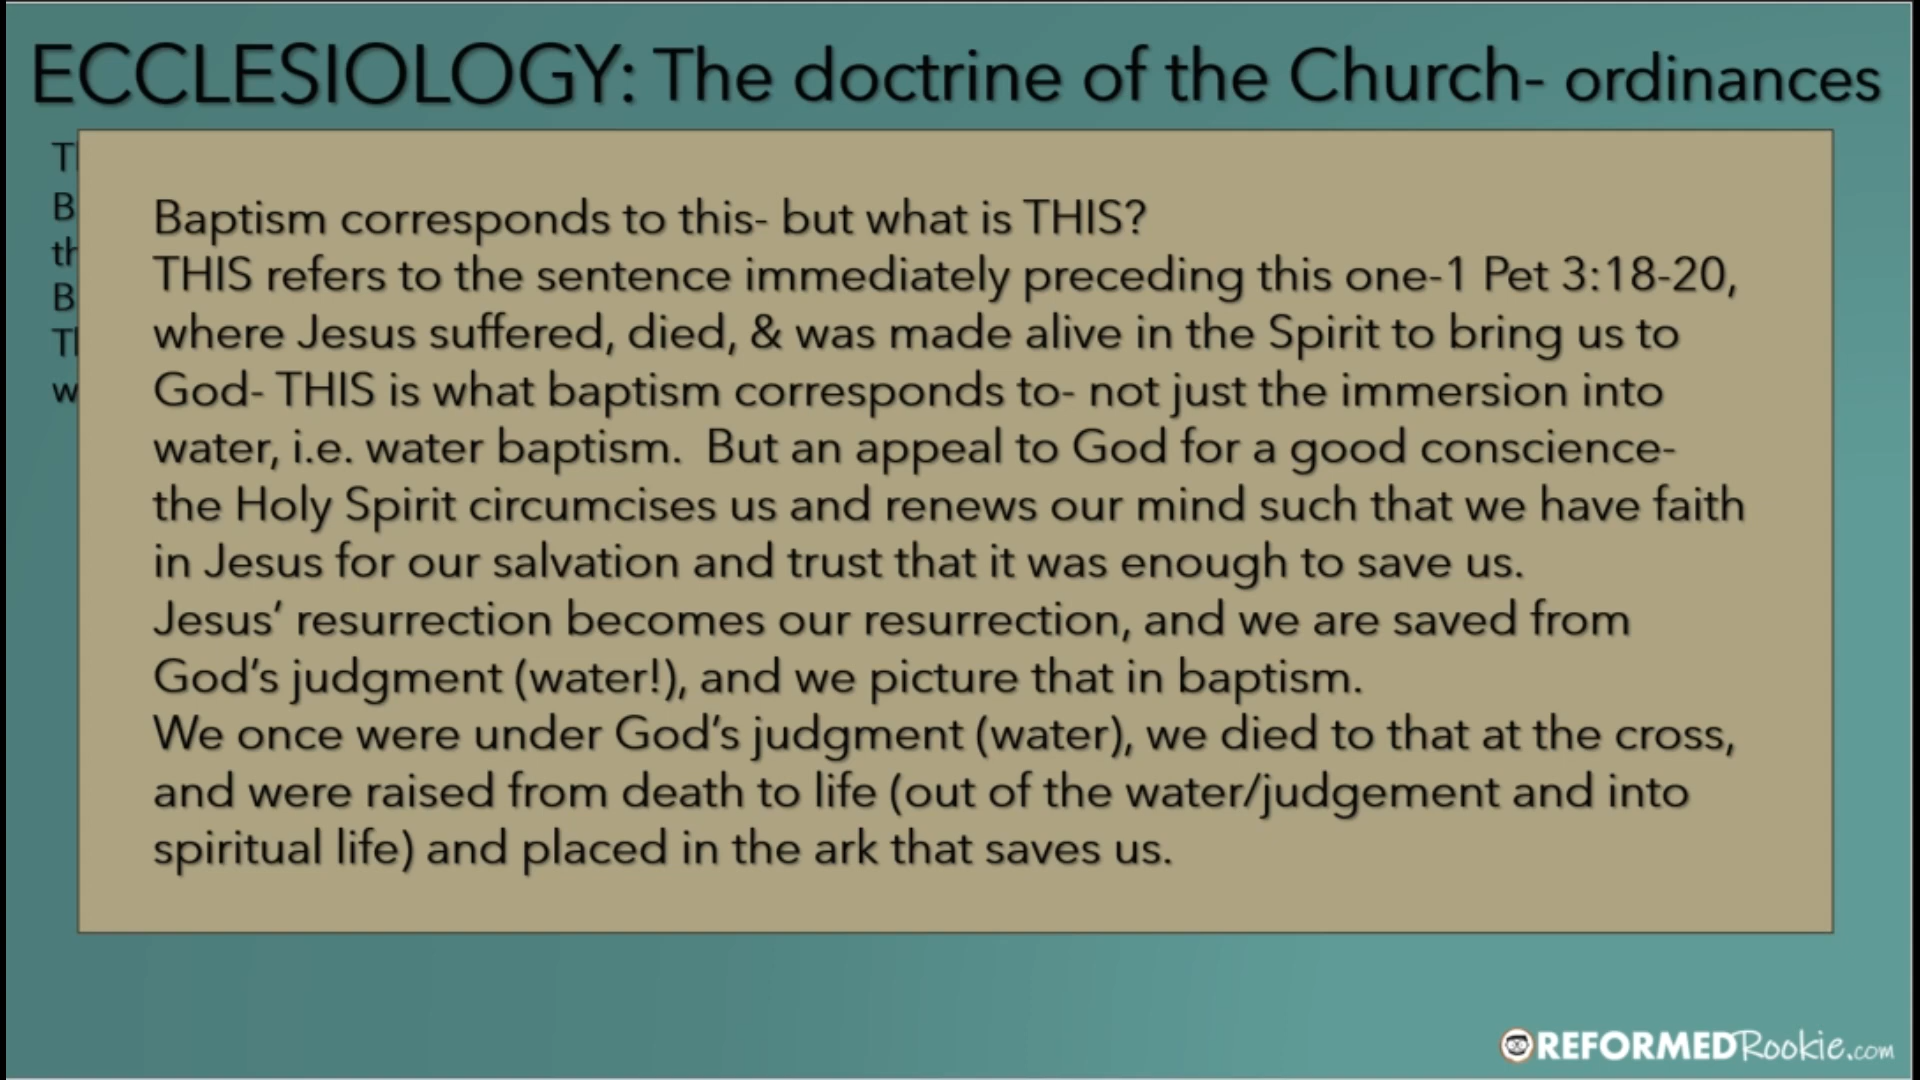 ECCLESIOLOGY: The doctrine of the Church- ordinances
Baptism corresponds to this- but what is THIS?
THIS refers to the sentence immediately preceding this one-1 Pet 3:18-20,
where Jesus suffered, died, & was made alive in the Spirit to bring us to
God- THIS is what baptism corresponds to- not just the immersion into
water, i.e. water baptism.  But an appeal to God for a good conscience-
the Holy Spirit circumcises us and renews our mind such that we have faith
in Jesus for our salvation and trust that it was enough to save us.
Jesus’ resurrection becomes our resurrection, and we are saved from
God’s judgment (water!), and we picture that in baptism.
We once were under God’s judgment (water), we died to that at the cross,
and were raised from death to life (out of the water/judgement and into
spiritual life) and placed in the ark that saves us.
REFORMEDRookie.com